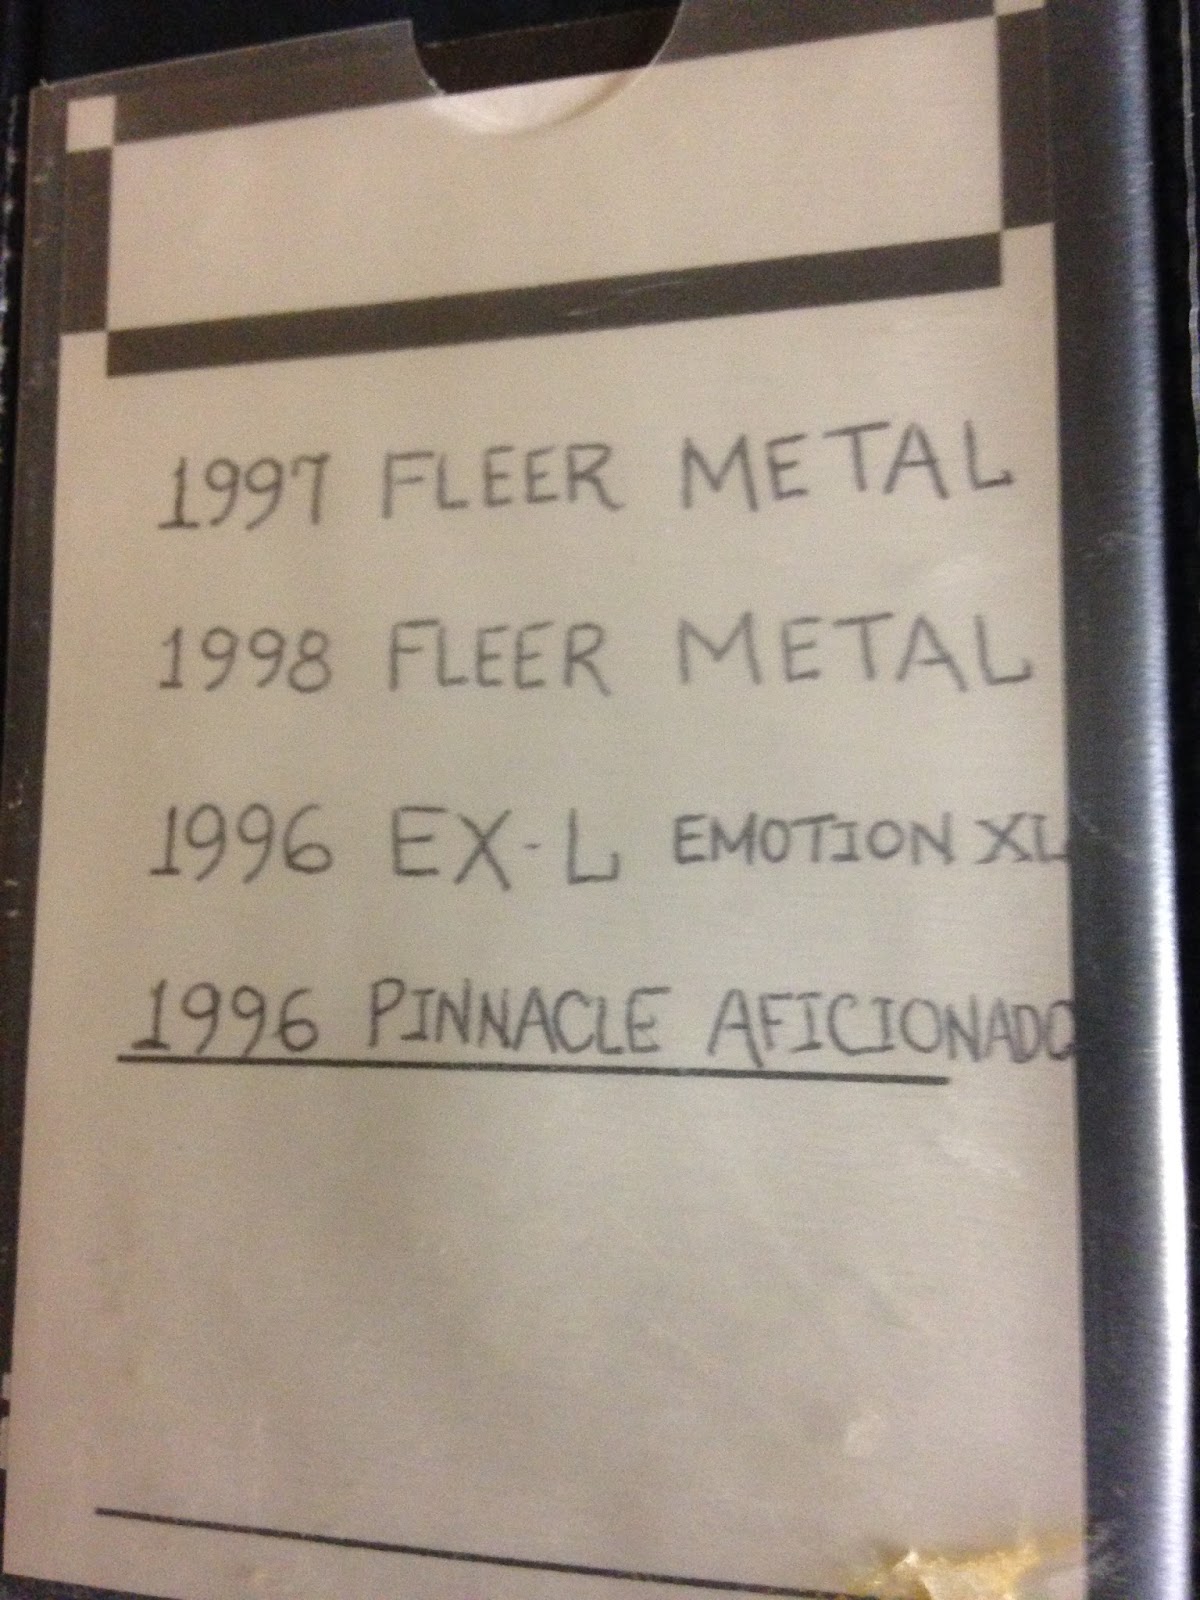 1997 FLEER METAL
1998 FLEER METAL
1996 EX-L EMOTION XL
1996 PINNACLE AFICIONADO